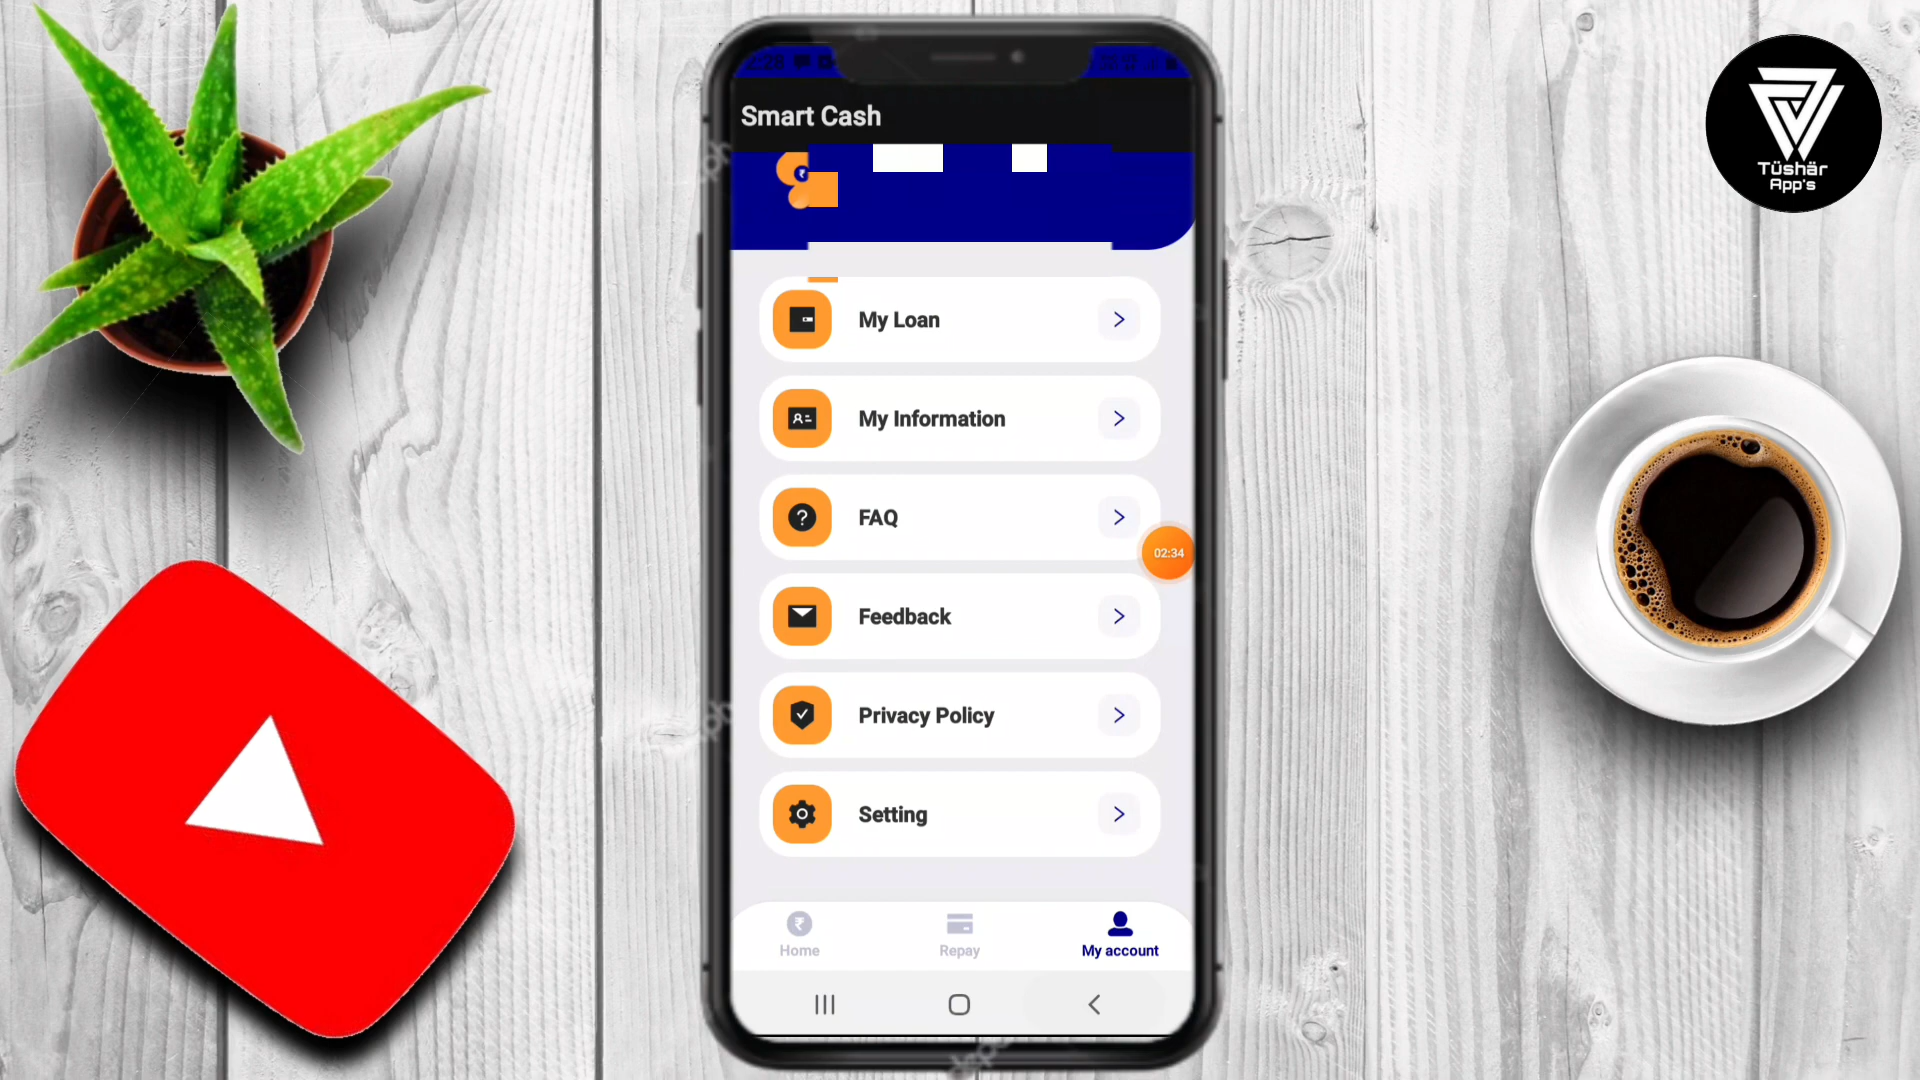 Smart Cash
Tüshär
App's
My Loan
My Information
FAQ
02:34
Feedback
Privacy Policy
Setting
Home
Repay
My account